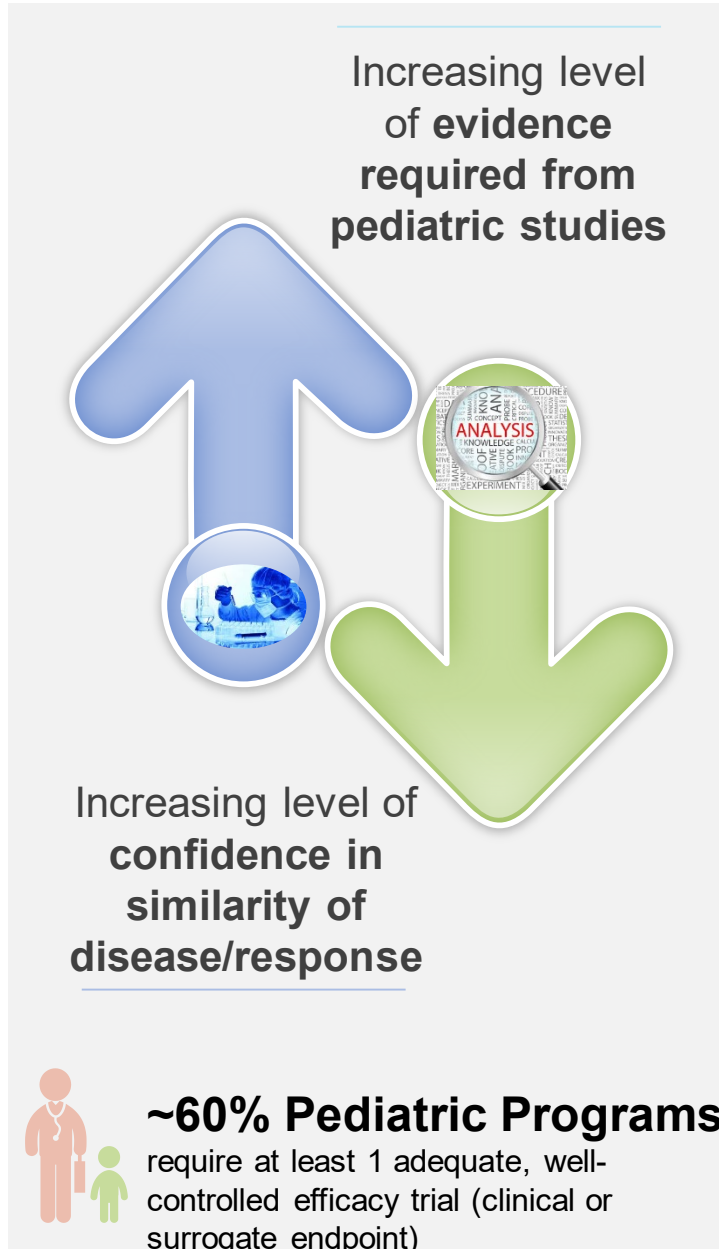 Increasing level
of evidence
required from
pediatric studies
PROCEDURE
CONCEPT
ANALYSIS
KNOWLEDGE
EXPERIMENT
Increasing level of
confidence in
similarity of
disease/response
~60% Pediatric Programs
require at least 1 adequate, well-
controlled efficacy trial (clinical or
surrogate endpoint)